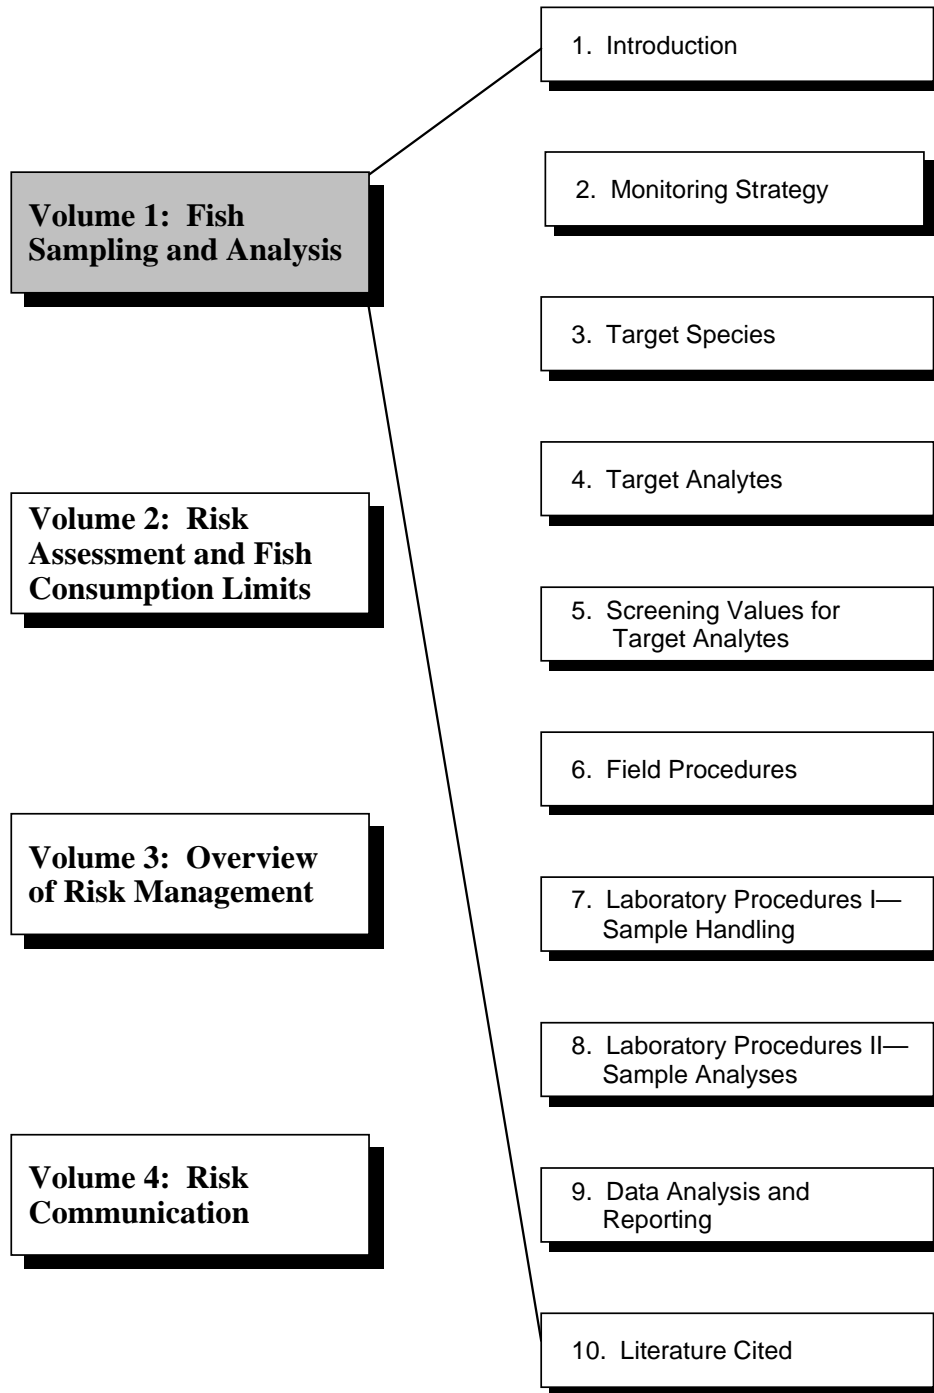 Volume 1: Fish
Sampling and Analysis
Volume 2: Risk
Assessment and Fish
Consumption Limits
Volume 3: Overview
of Risk Management
Volume 4: Risk
Communication
1. Introduction
2. Monitoring Strategy
3. Target Species
4. Target Analytes
5. Screening Values for
Target Analytes
6. Field Procedures
7. Laboratory Procedures I—
Sample Handling
8. Laboratory Procedures II—
Sample Analyses
9. Data Analysis and
Reporting
10. Literature Cited